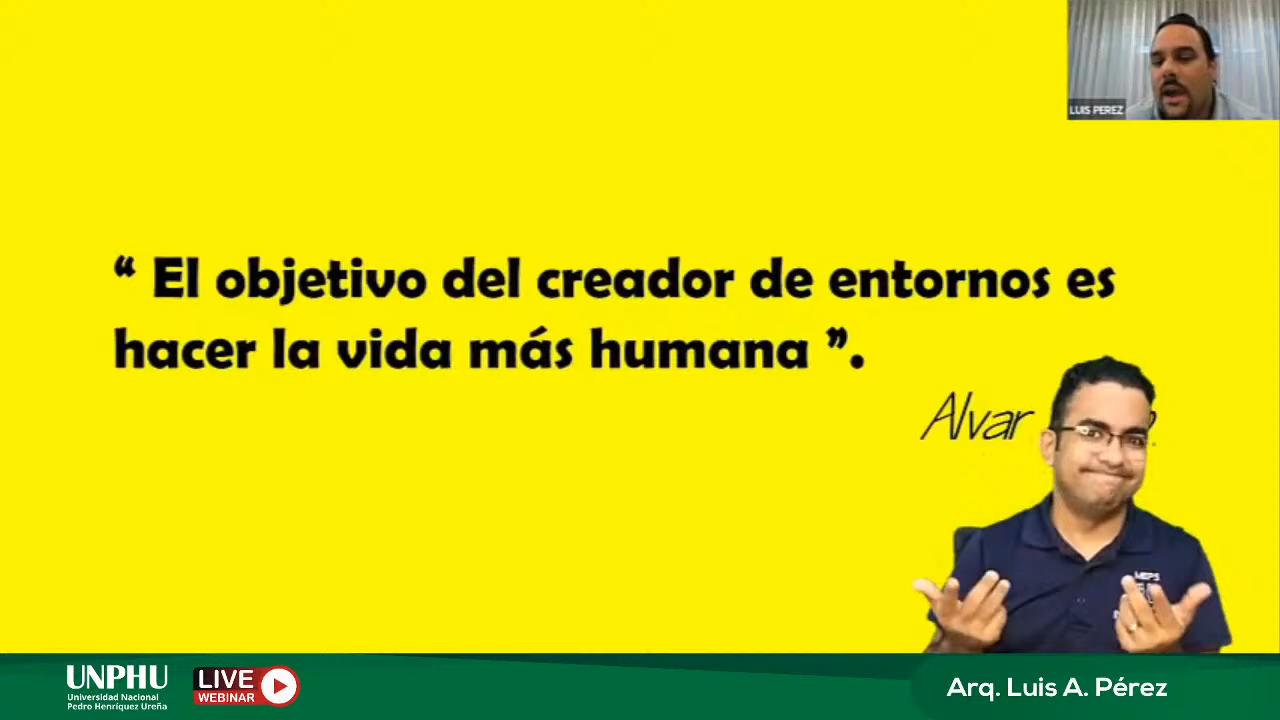 LUIS PEREZ
“ El objetivo del creador de entornos es
hacer la vida más humana ”.
Alvar
UNPHU
Universidad Nacional
Pedro Henríquez Ureña
LIVE
WEBINAR
Arq. Luis A. Pérez